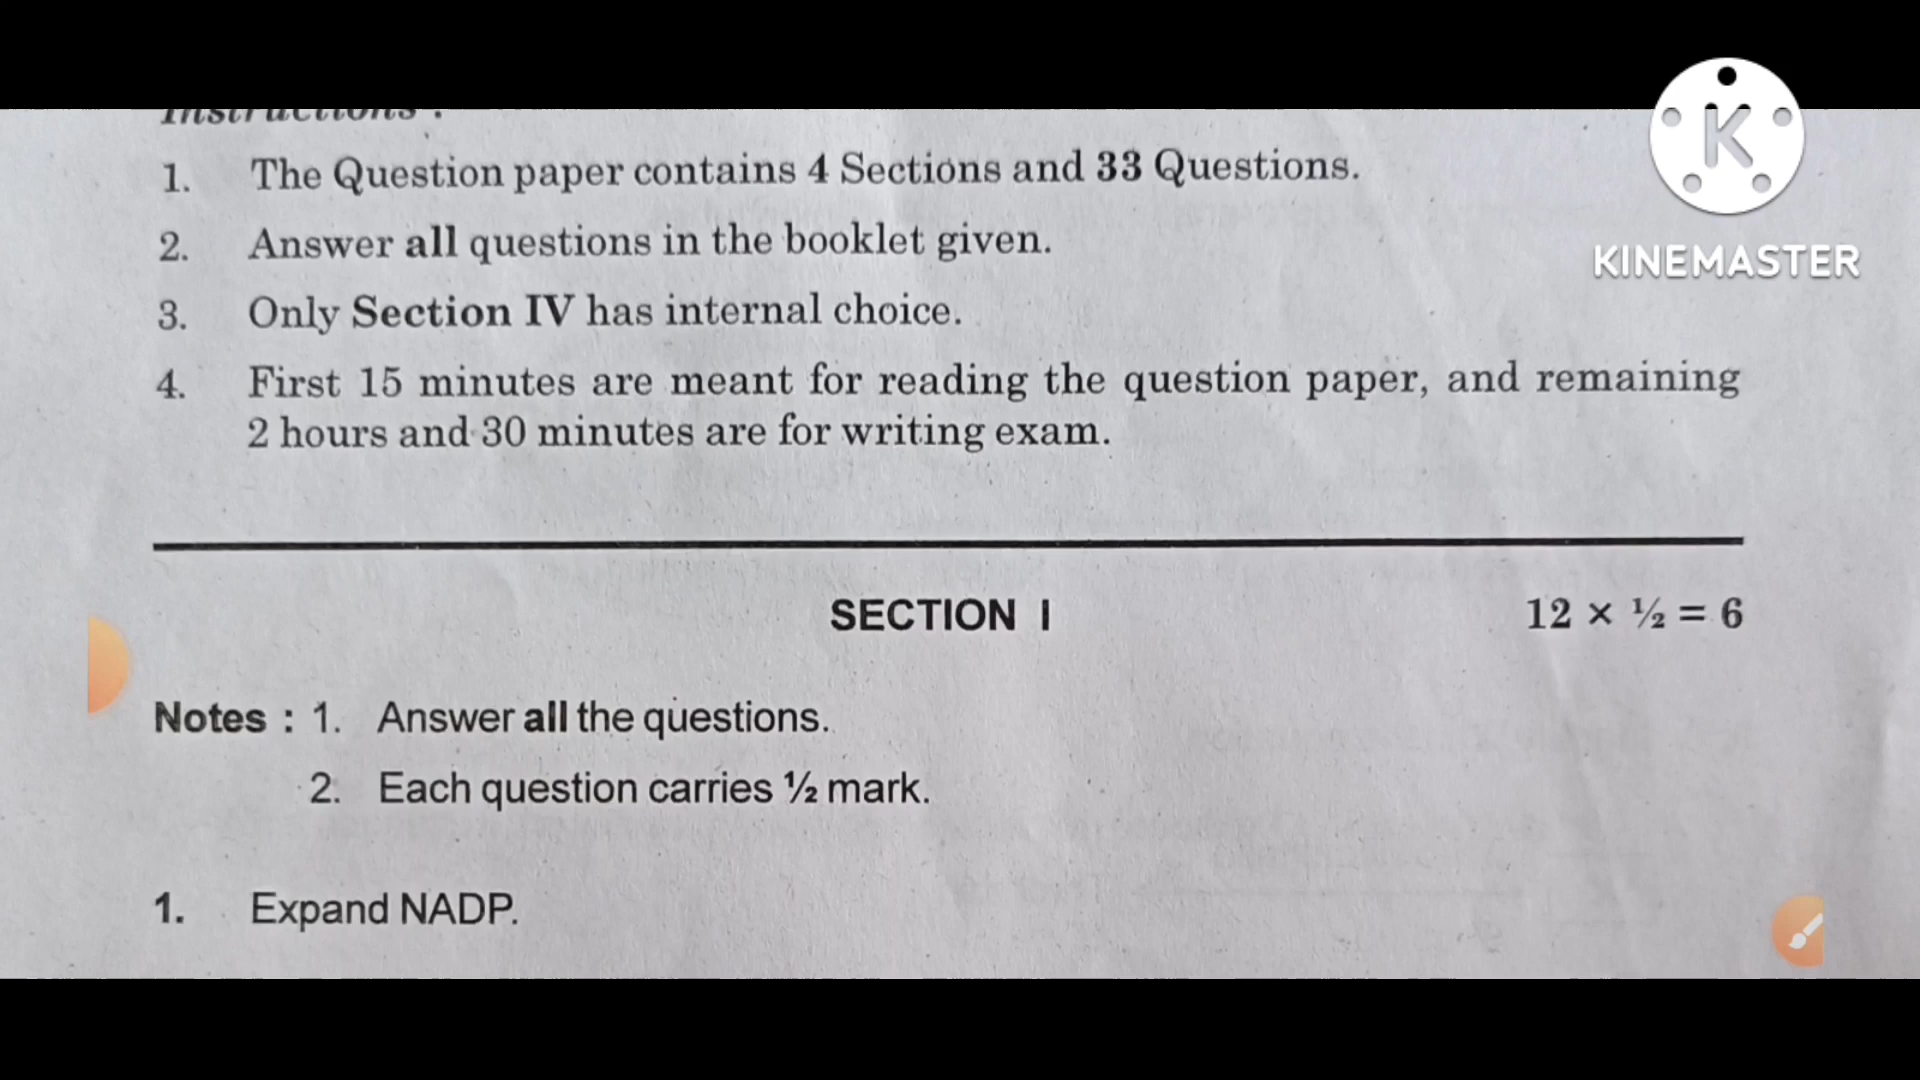 Instructions :
1. The Question paper contains 4 Sections and 33 Questions.
2. Answer all questions in the booklet given.
3. Only Section IV has internal choice.
4. First 15 minutes are meant for reading the question paper, and remaining
2 hours and 30 minutes are for writing exam.
K
KINEMASTER
SECTION I
12 × ½ = 6
Notes : 1. Answer all the questions.
2. Each question carries ½ mark.
1. Expand NADP.